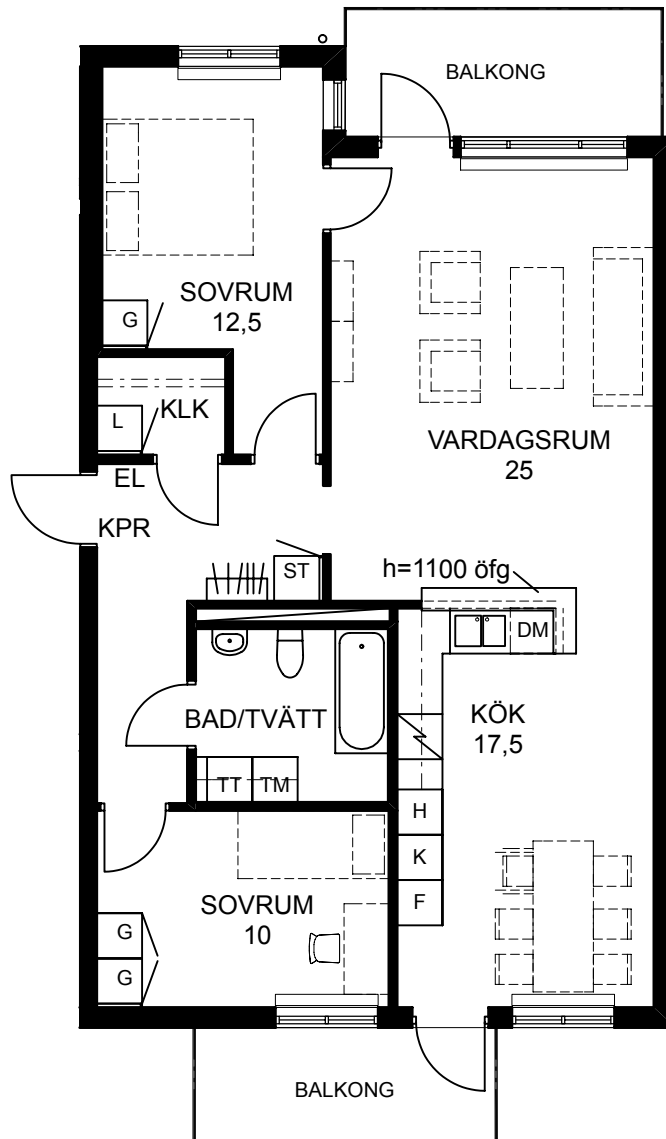 BALKONG
SOVRUM
12,5
G
KLK
L
VARDAGSRUM
25
EL
KPR
ST
h=1100 öfg
DM
BAD/TVÄTT
KÖK
17,5
TT
TM
H
K
F
SOVRUM
10
G
G
BALKONG